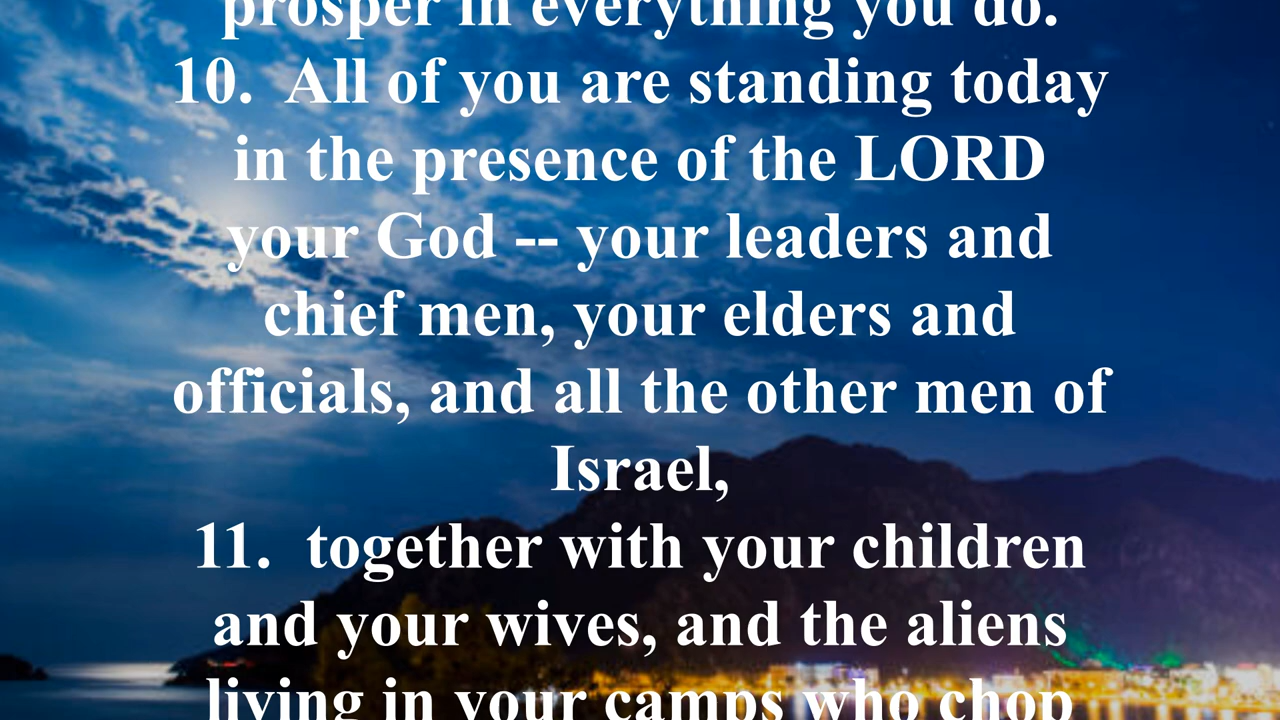 prosper in everything you do.
10.  All of you are standing today
in the presence of the LORD
your God -- your leaders and
chief men, your elders and
officials, and all the other men of
Israel,
11.  together with your children
and your wives, and the aliens
living in your camps who chop